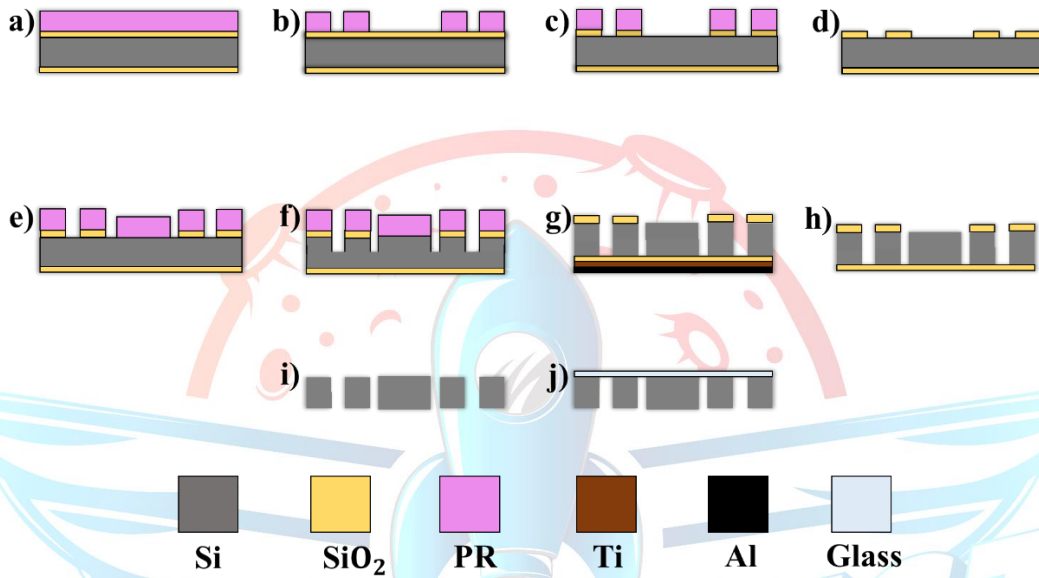 a) b) c) d)
e) f) g) h)
i) j)
Si SiO₂ PR Ti Al Glass